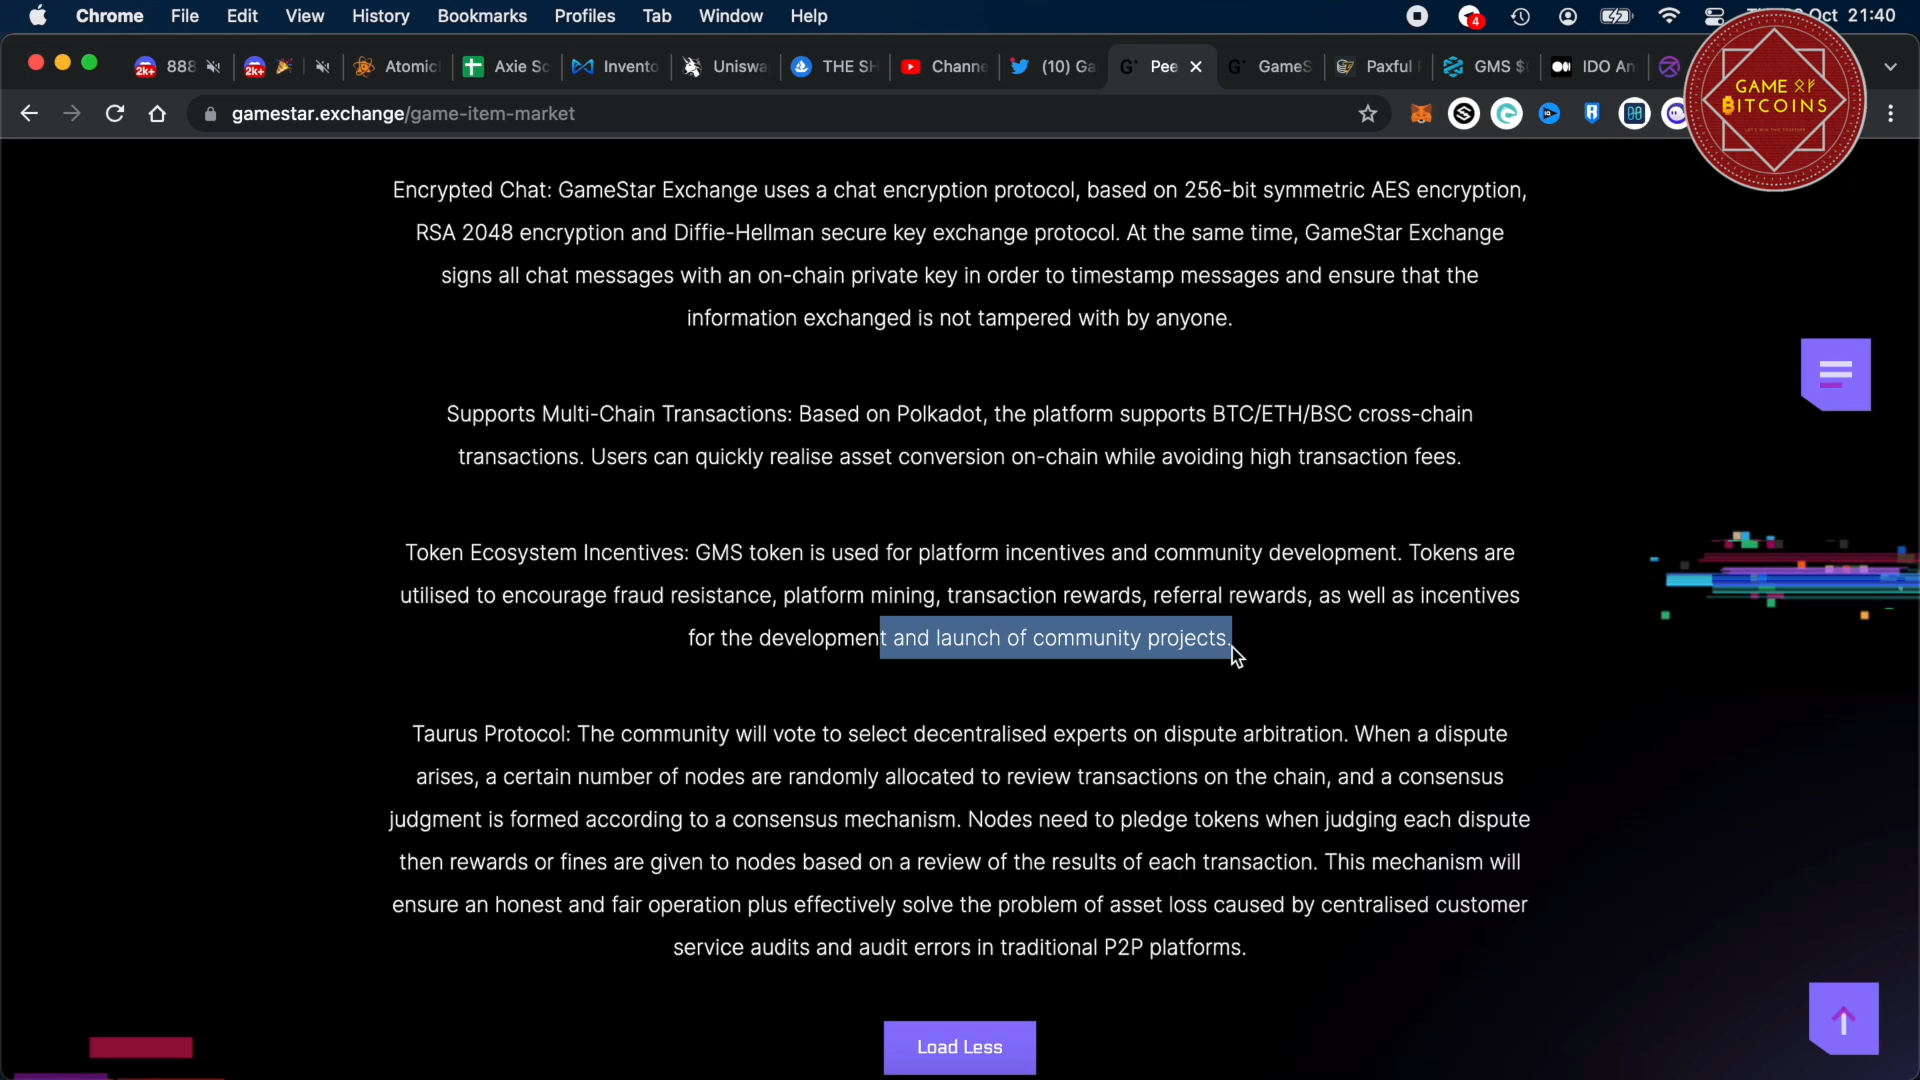 Chrome File Edit View History Bookmarks Profiles Tab Window Help 4 Oct 21:40
2k+ 888 2k+ Atomic Axie Sc Invento Uniswa THE SH Channe (10) Ga G Pee G GameS Paxful GMS $ IDO An
gamestar.exchange/game-item-market
GAME OF
BITCOINS
Encrypted Chat: GameStar Exchange uses a chat encryption protocol, based on 256-bit symmetric AES encryption,
RSA 2048 encryption and Diffie-Hellman secure key exchange protocol. At the same time, GameStar Exchange
signs all chat messages with an on-chain private key in order to timestamp messages and ensure that the
information exchanged is not tampered with by anyone.
Supports Multi-Chain Transactions: Based on Polkadot, the platform supports BTC/ETH/BSC cross-chain
transactions. Users can quickly realise asset conversion on-chain while avoiding high transaction fees.
Token Ecosystem Incentives: GMS token is used for platform incentives and community development. Tokens are
utilised to encourage fraud resistance, platform mining, transaction rewards, referral rewards, as well as incentives
for the development and launch of community projects.
Taurus Protocol: The community will vote to select decentralised experts on dispute arbitration. When a dispute
arises, a certain number of nodes are randomly allocated to review transactions on the chain, and a consensus
judgment is formed according to a consensus mechanism. Nodes need to pledge tokens when judging each dispute
then rewards or fines are given to nodes based on a review of the results of each transaction. This mechanism will
ensure an honest and fair operation plus effectively solve the problem of asset loss caused by centralised customer
service audits and audit errors in traditional P2P platforms.
Load Less